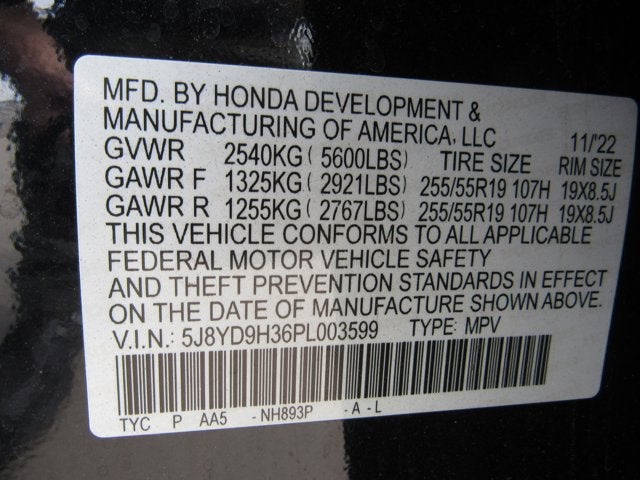 MFD. BY HONDA DEVELOPMENT &
MANUFACTURING OF AMERICA, LLC 11/'22
GVWR 2540KG( 5600LBS) TIRE SIZE RIM SIZE
GAWR F 1325KG( 2921LBS) 255/55R19 107H 19X8.5J
GAWR R 1255KG( 2767LBS) 255/55R19 107H 19X8.5J
THIS VEHICLE CONFORMS TO ALL APPLICABLE
FEDERAL MOTOR VEHICLE SAFETY
AND THEFT PREVENTION STANDARDS IN EFFECT
ON THE DATE OF MANUFACTURE SHOWN ABOVE.
V.I.N.: 5J8YD9H36PL003599 TYPE: MPV
TYC P AA5 - NH893P - A - L